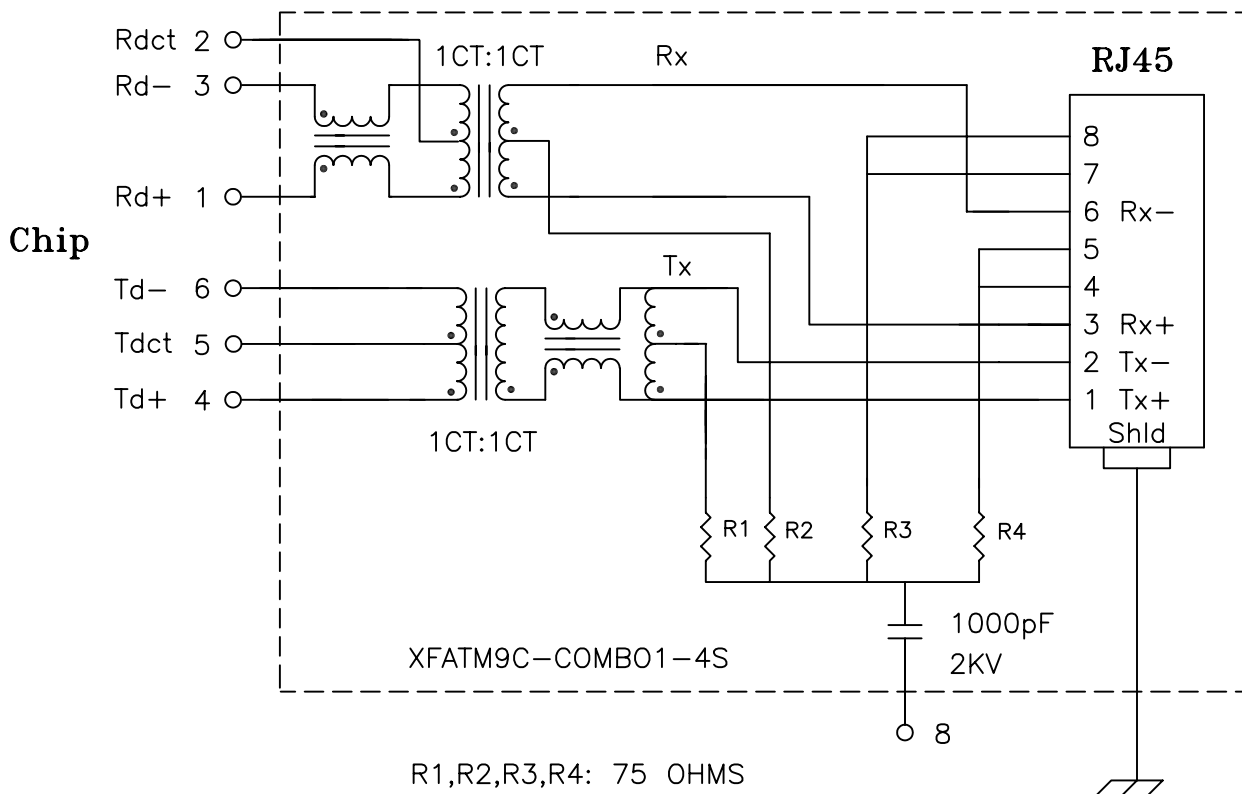 Rdct 2
1CT:1CT
Rx
RJ45
Rd- 3
8
7
Rd+ 1
6 Rx-
Chip
5
Tx
Td- 6
4
3 Rx+
Tdct 5
2 Tx-
Td+ 4
1 Tx+
1CT:1CT
Shld
R1
R2
R3
R4
1000pF
2KV
XFATM9C-COMBO1-4S
8
R1,R2,R3,R4: 75 OHMS